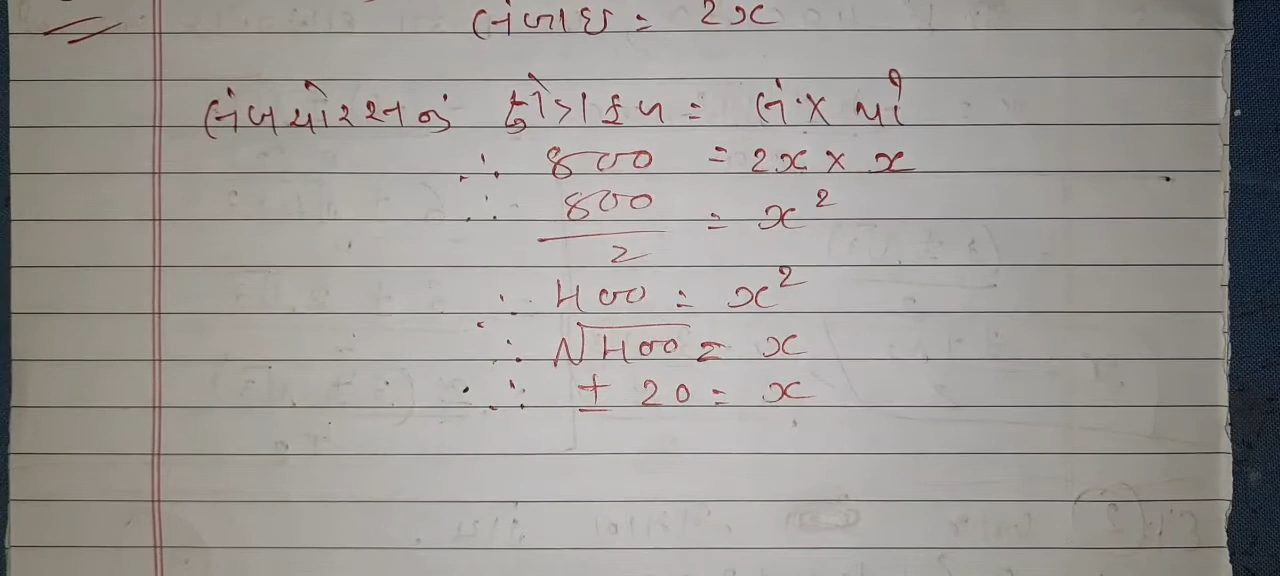 લંબાઇ = 2x
લંબચોરસનું ક્ષેત્રફળ = લં. x પો
∴ 800 = 2x × x
∴ 800/2 = x²
∴ 400 = x²
∴ √400 = x
∴ ± 20 = x